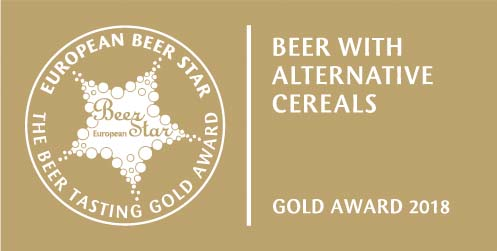 EUROPEAN BEER STAR
THE BEER TASTING GOLD AWARD
Beer
European Star
BEER WITH
ALTERNATIVE
CEREALS
GOLD AWARD 2018